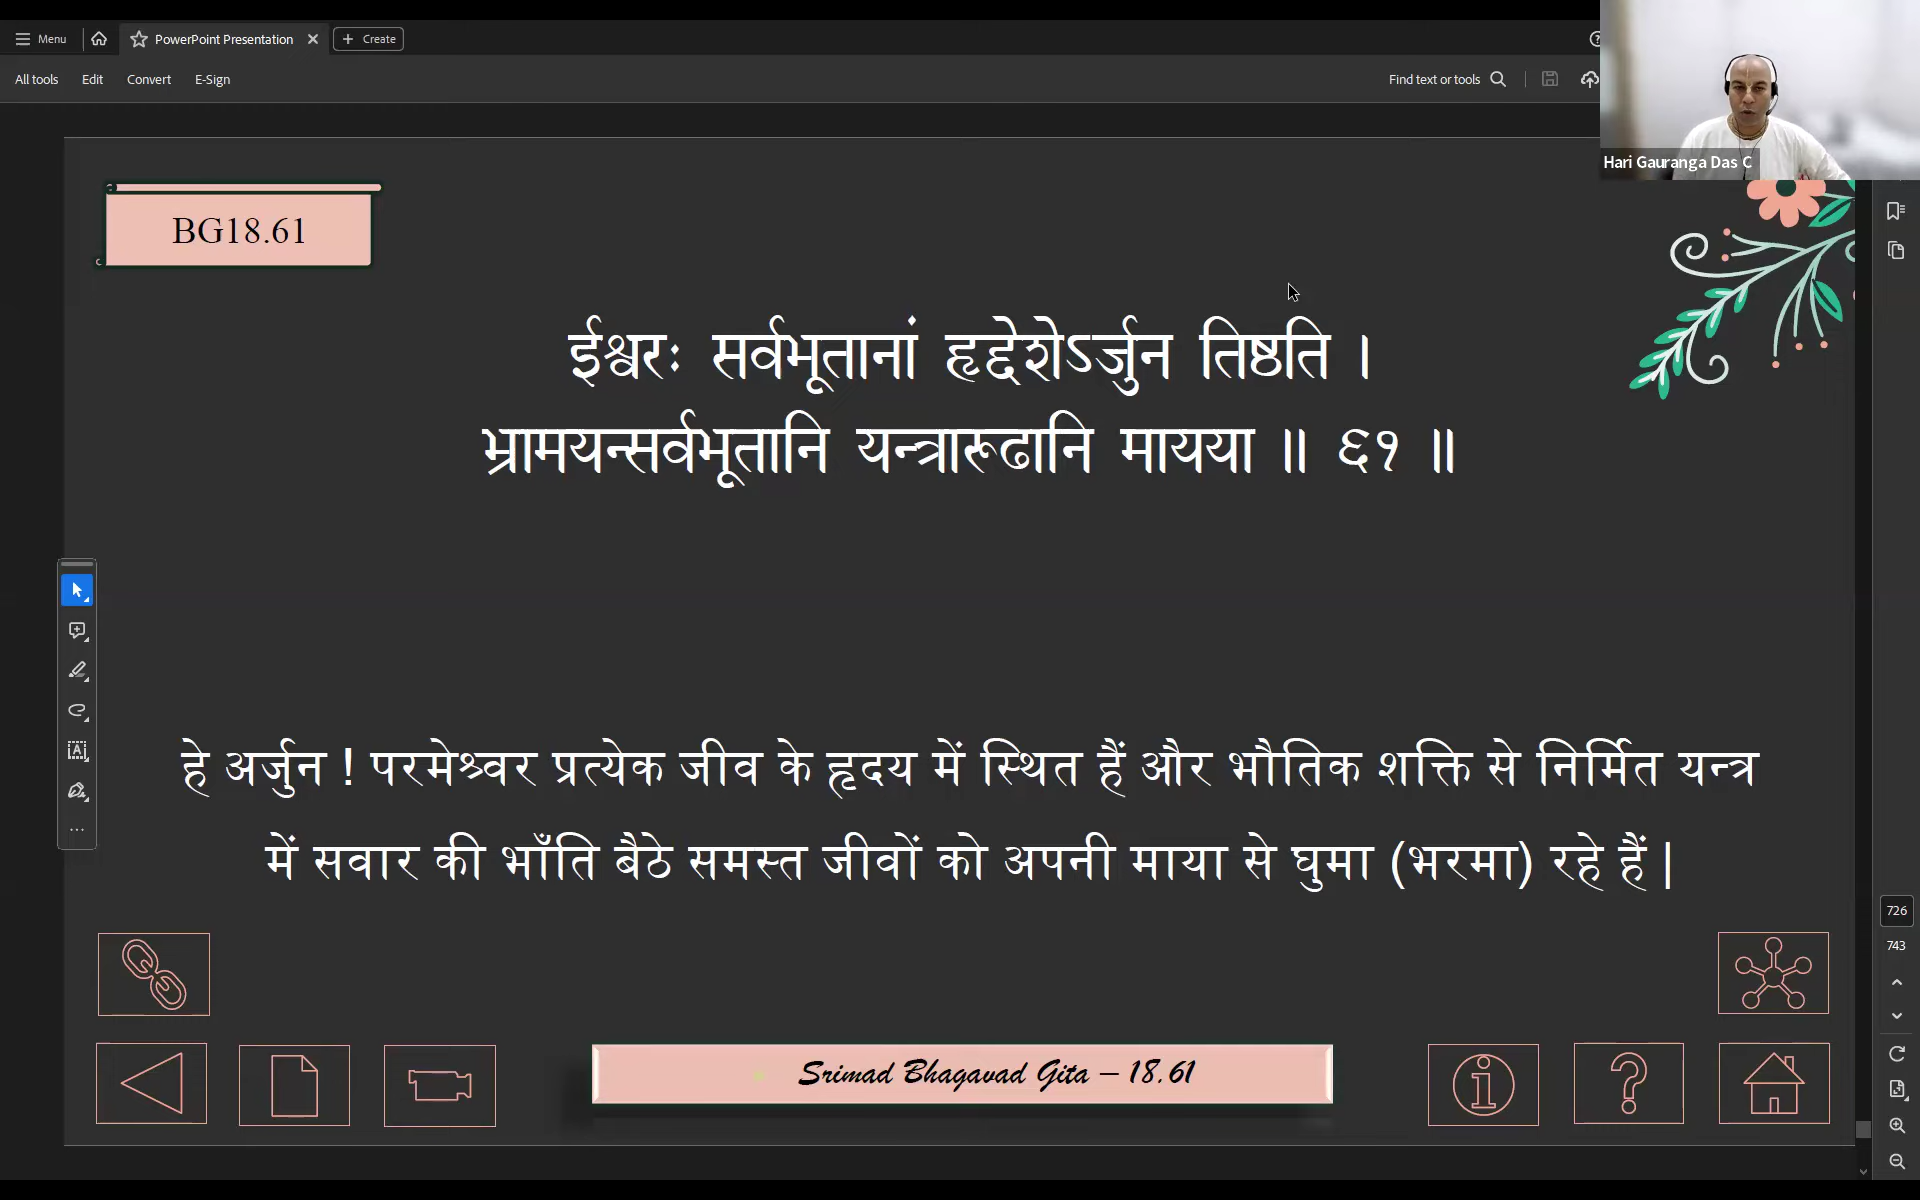 Menu
PowerPoint Presentation
Create
All tools
Edit
Convert
E-Sign
Find text or tools
Hari Gauranga Das C
BG18.61
ईश्वरः सर्वभूतानां हृद्देशेऽर्जुन तिष्ठति ।
भ्रामयन्सर्वभूतानि यन्त्रारूढानि मायया ॥ ६१ ॥
हे अर्जुन ! परमेश्र्वर प्रत्येक जीव के हृदय में स्थित हैं और भौतिक शक्ति से निर्मित यन्त्र
में सवार की भाँति बैठे समस्त जीवों को अपनी माया से घुमा (भरमा) रहे हैं |
726
743
Srimad Bhagavad Gita – 18.61